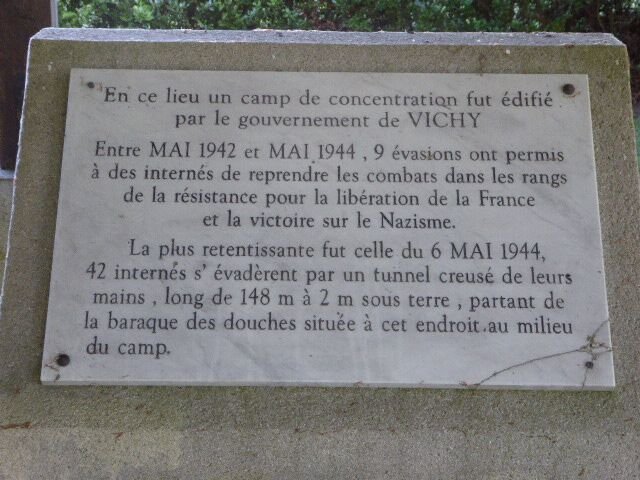 En ce lieu un camp de concentration fut édifié
par le gouvernement de VICHY
Entre MAI 1942 et MAI 1944 , 9 évasions ont permis
à des internés de reprendre les combats dans les rangs
de la résistance pour la libération de la France
et la victoire sur le Nazisme.
La plus retentissante fut celle du 6 MAI 1944,
42 internés s' évadèrent par un tunnel creusé de leurs
mains , long de 148 m à 2 m sous terre , partant de
la baraque des douches située à cet endroit au milieu
du camp.